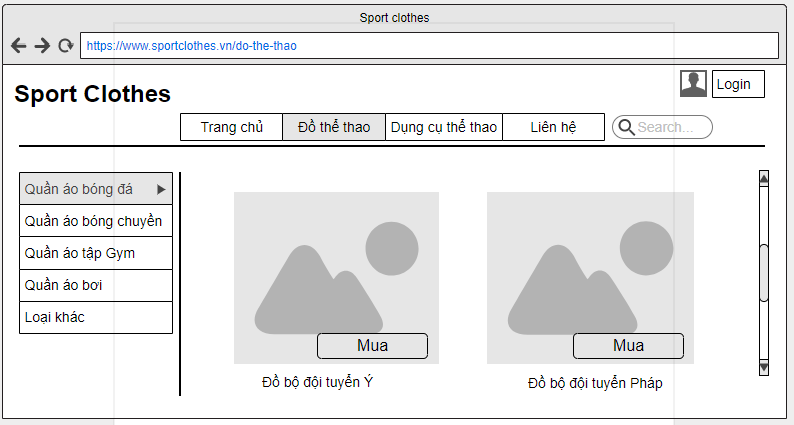 Sport clothes
https://www.sportclothes.vn/do-the-thao
Sport Clothes
Login
Trang chủ
Đồ thể thao
Dụng cụ thể thao
Liên hệ
Search...
Quần áo bóng đá
Quần áo bóng chuyền
Quần áo tập Gym
Quần áo bơi
Loại khác
Mua
Mua
Đồ bộ đội tuyển Ý
Đồ bộ đội tuyển Pháp